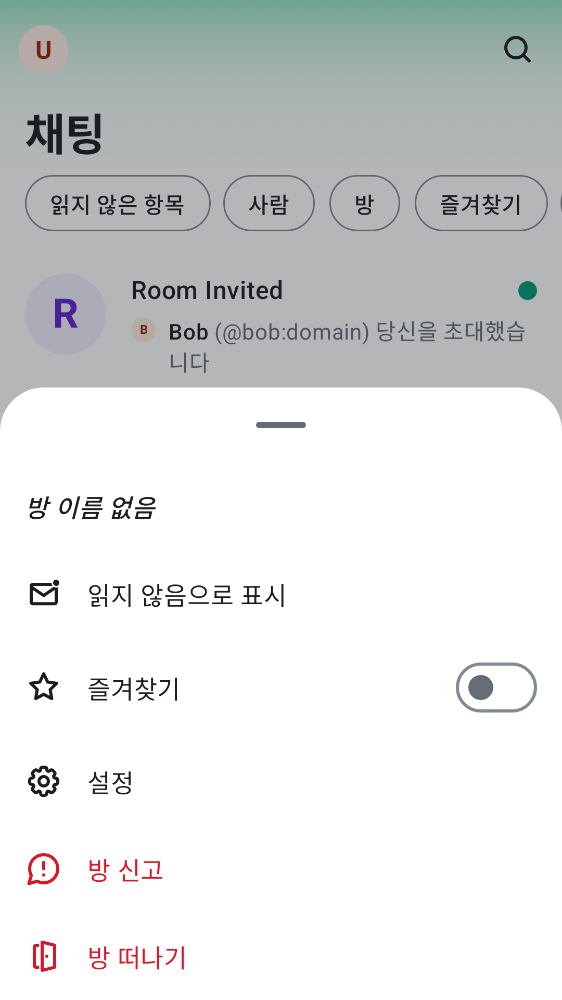 U
채팅
읽지 않은 항목 사람 방 즐겨찾기
R
Room Invited
B Bob (@bob:domain) 당신을 초대했습
니다
방 이름 없음
읽지 않음으로 표시
즐겨찾기
설정
방 신고
방 떠나기